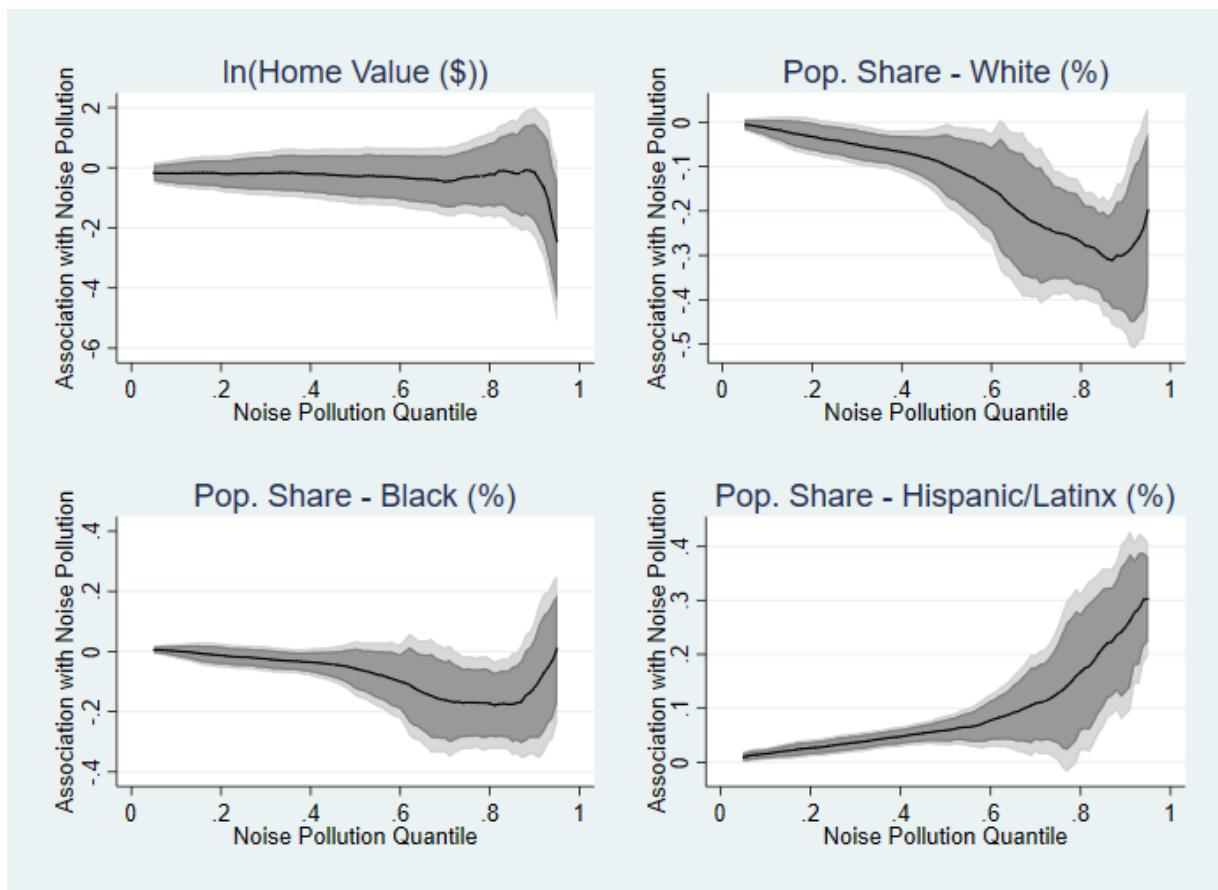 ln(Home Value ($))
Association with Noise Pollution
2
0
-2
-4
-6
0 .2 .4 .6 .8 1
Noise Pollution Quantile
Pop. Share - White (%)
Association with Noise Pollution
0
-.1
-.2
-.3
-.4
-.5
0 .2 .4 .6 .8 1
Noise Pollution Quantile
Pop. Share - Black (%)
Association with Noise Pollution
.4
.2
0
-.2
-.4
0 .2 .4 .6 .8 1
Noise Pollution Quantile
Pop. Share - Hispanic/Latinx (%)
Association with Noise Pollution
.4
.3
.2
.1
0
0 .2 .4 .6 .8 1
Noise Pollution Quantile